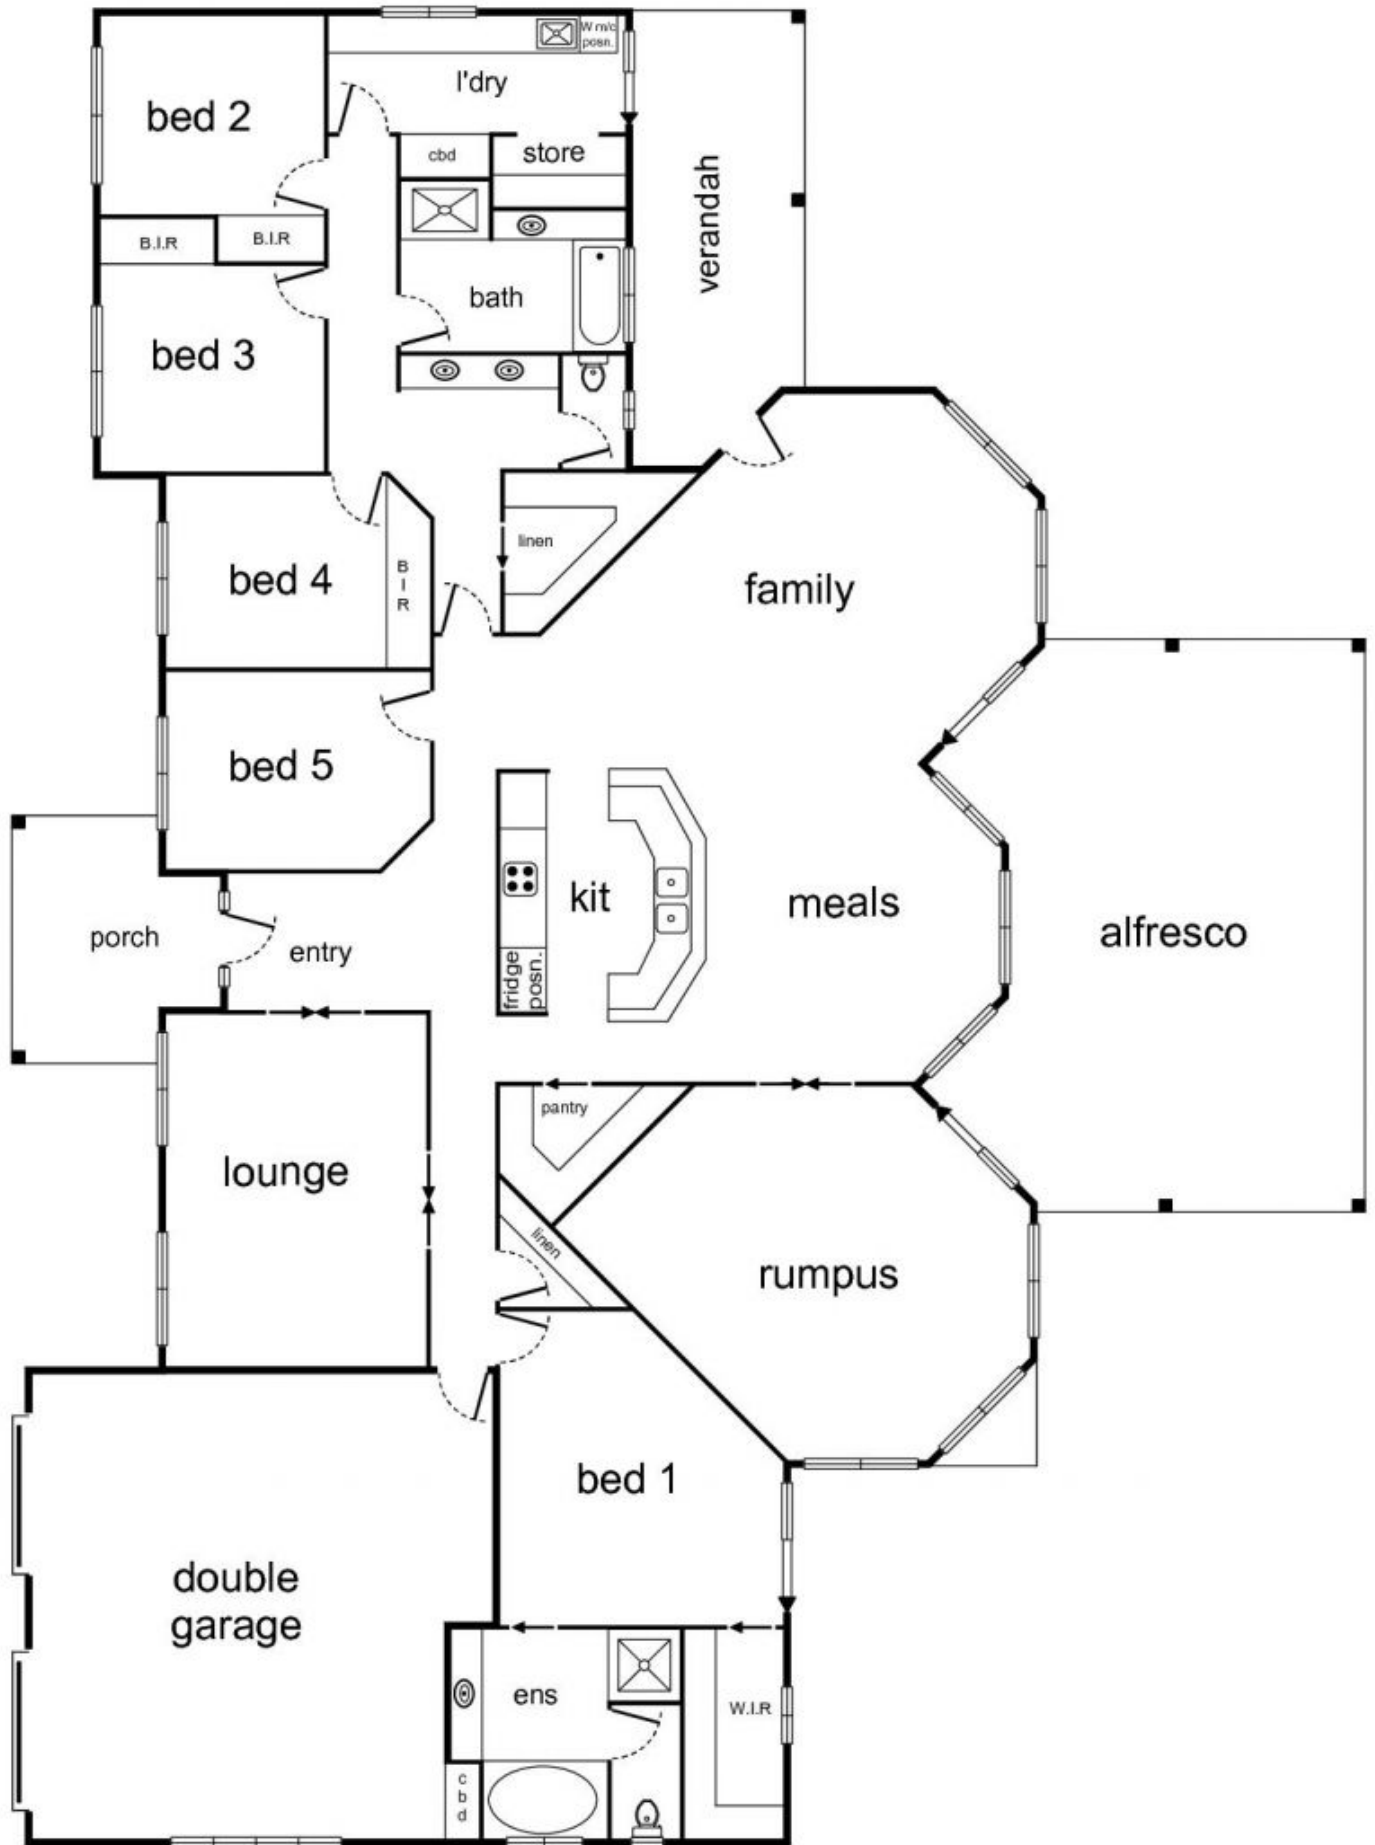 W m/c
posn.
l'dry
bed 2
cbd
store
verandah
B.I.R
B.I.R
bath
bed 3
linen
bed 4
B
I
R
family
bed 5
kit
meals
alfresco
porch
entry
fridge
posn.
pantry
lounge
linen
rumpus
bed 1
double
garage
ens
W.I.R
c
b
d